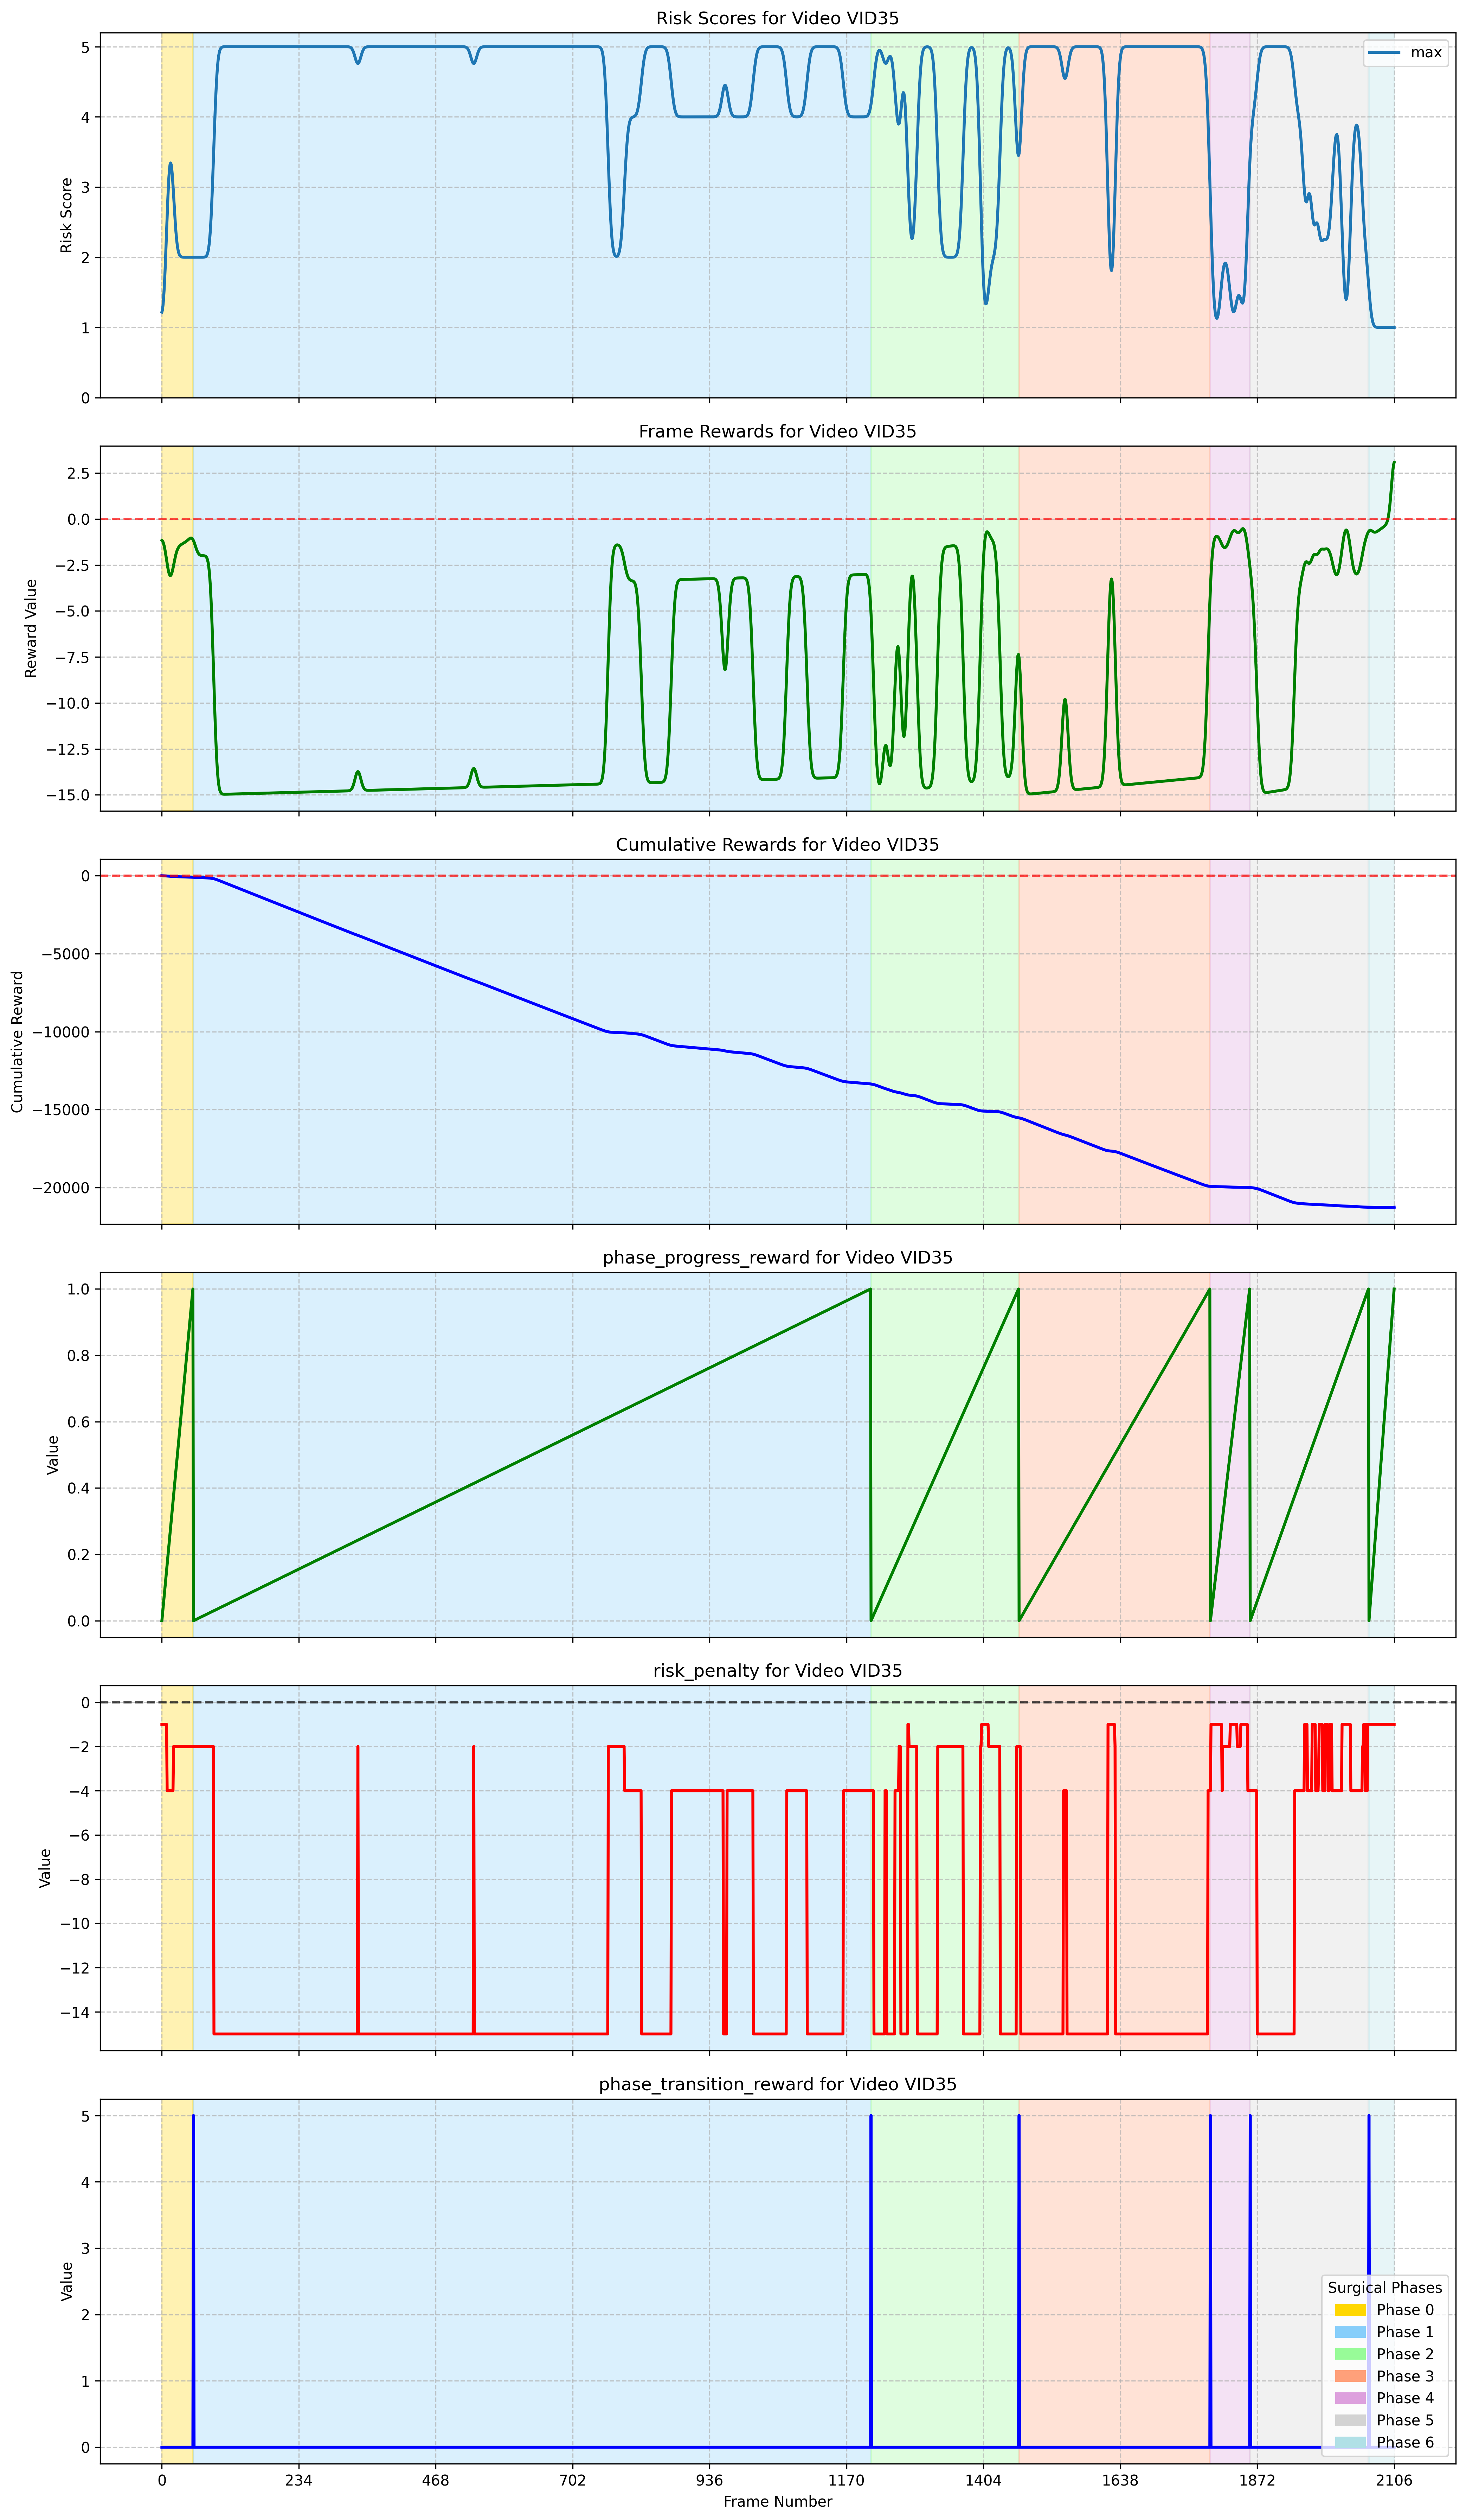 Risk Scores for Video VID35
Risk Score
5
4
3
2
1
0
max
Frame Rewards for Video VID35
Reward Value
2.5
0.0
−2.5
−5.0
−7.5
−10.0
−12.5
−15.0
Cumulative Rewards for Video VID35
Cumulative Reward
0
−5000
−10000
−15000
−20000
phase_progress_reward for Video VID35
Value
1.0
0.8
0.6
0.4
0.2
0.0
risk_penalty for Video VID35
Value
0
−2
−4
−6
−8
−10
−12
−14
phase_transition_reward for Video VID35
Value
5
4
3
2
1
0
Surgical Phases
Phase 0
Phase 1
Phase 2
Phase 3
Phase 4
Phase 5
Phase 6
0 234 468 702 936 1170 1404 1638 1872 2106
Frame Number